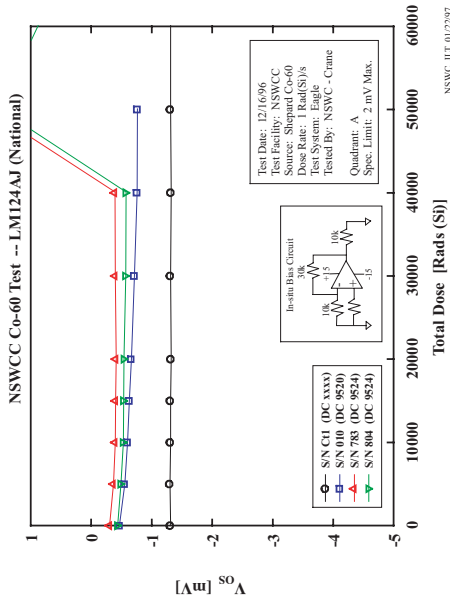 NSWCC Co-60 Test -- LM124AJ (National)
1
0
-1
-2
-3
-4
-5
V_OS [mV]
0
10000
20000
30000
40000
50000
60000
Total Dose [Rads (Si)]
S/N Ct1 (DC xxxx)
S/N 010 (DC 9520)
S/N 783 (DC 9524)
S/N 804 (DC 9524)
In-situ Bias Circuit
30k
+15
10k
-
+
-15
10k
Test Date: 12/16/96
Test Facility: NSWCC
Source: Shepard Co-60
Dose Rate: 1 Rad(Si)/s
Test System: Eagle
Tested By: NSWC - Crane
Quadrant: A
Spec. Limit: 2 mV Max.
NSWC_JLT_01/22/97